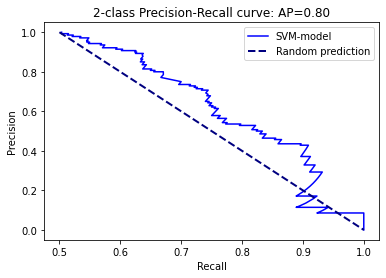 2-class Precision-Recall curve: AP=0.80
SVM-model
Random prediction
Precision
1.0
0.8
0.6
0.4
0.2
0.0
0.5
0.6
0.7
0.8
0.9
1.0
Recall